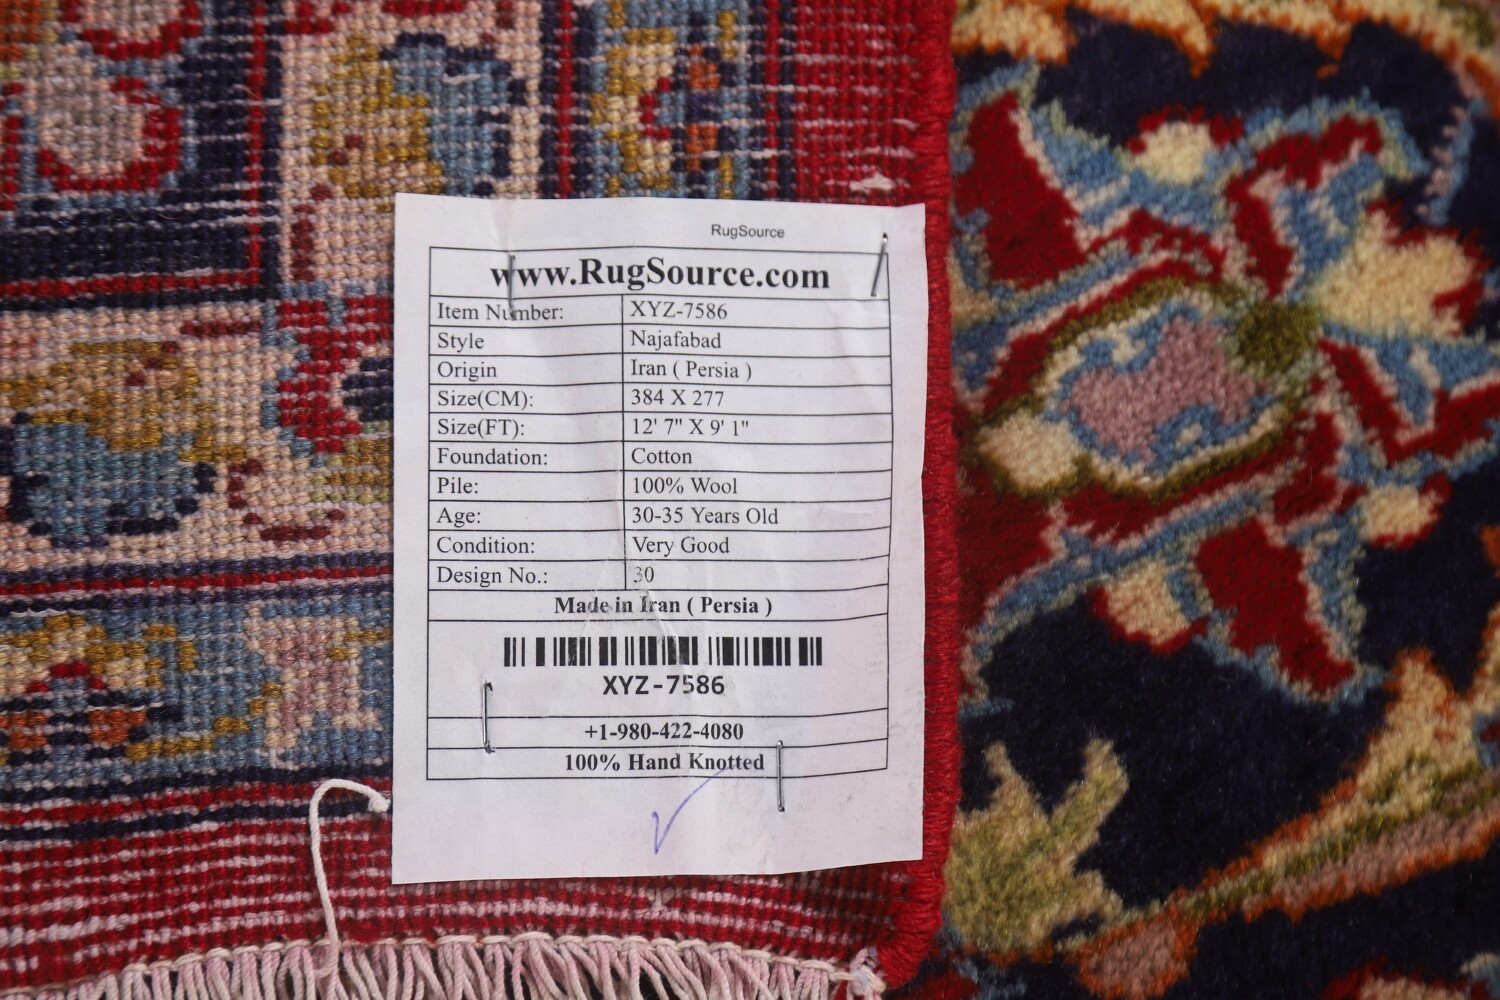 RugSource
www.RugSource.com
Item Number: XYZ-7586
Style Najafabad
Origin Iran ( Persia )
Size(CM): 384 X 277
Size(FT): 12' 7" X 9' 1"
Foundation: Cotton
Pile: 100% Wool
Age: 30-35 Years Old
Condition: Very Good
Design No.: 30
Made in Iran ( Persia )
XYZ-7586
+1-980-422-4080
100% Hand Knotted